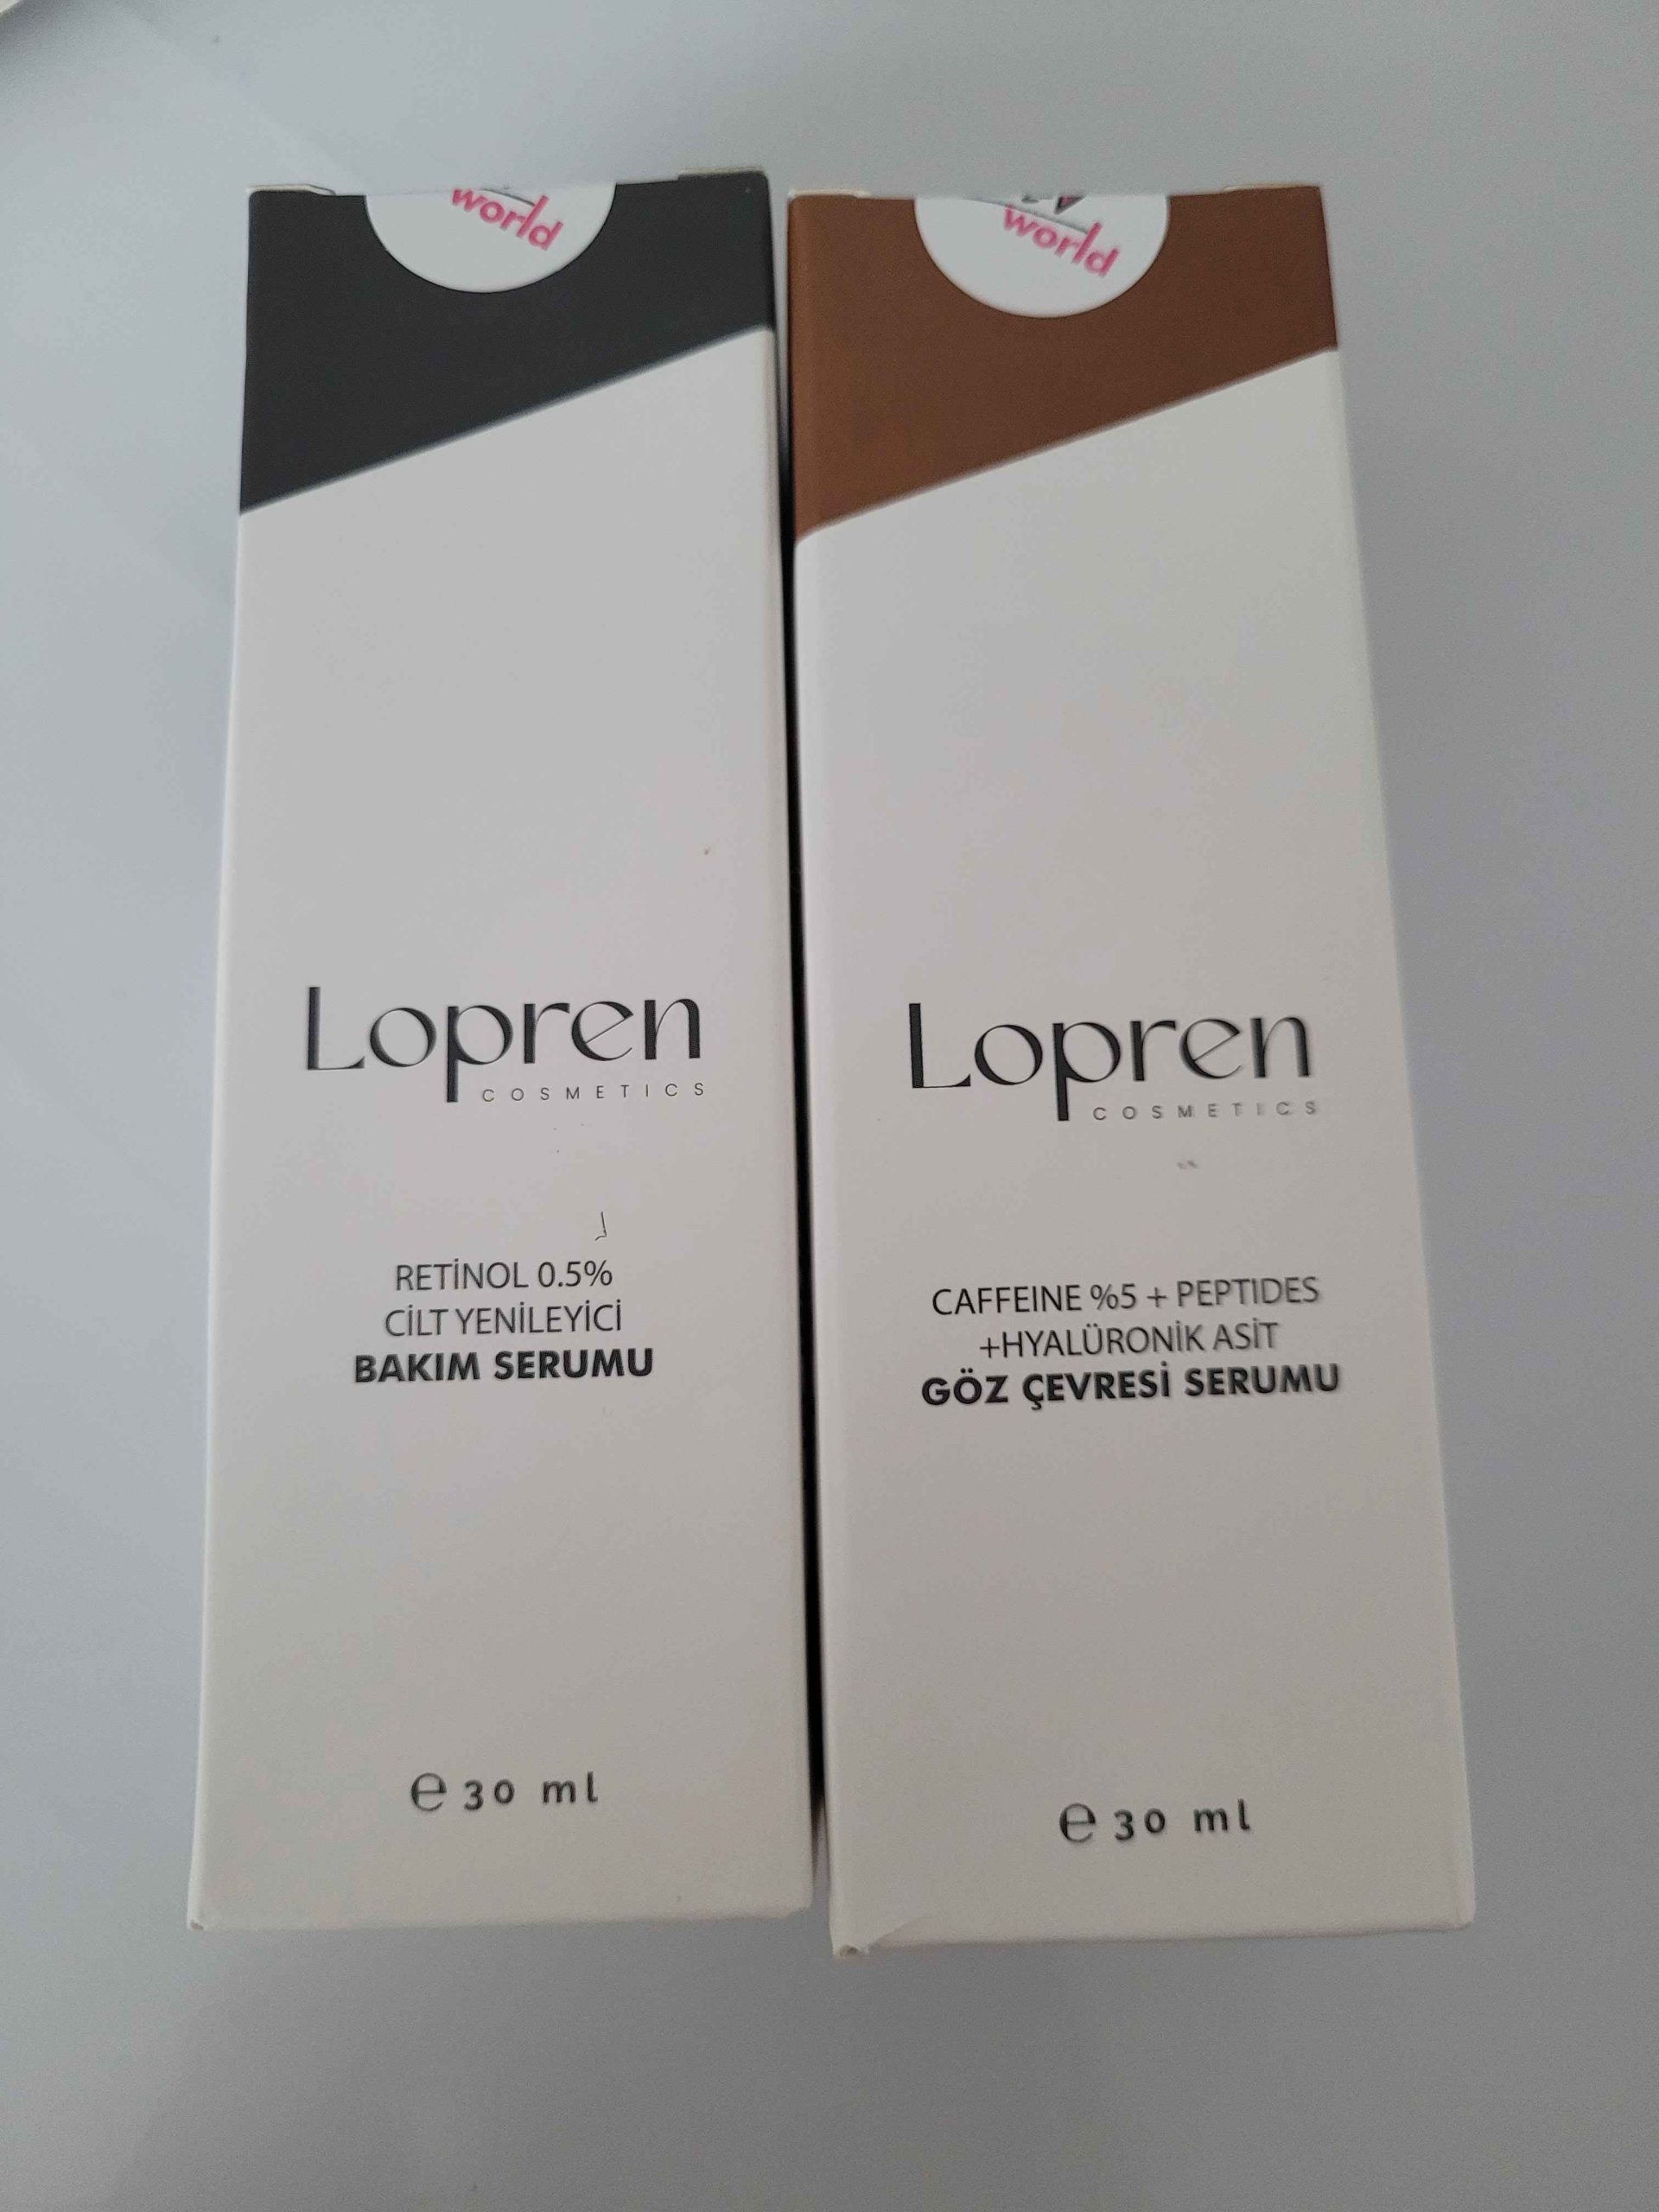 world
Lopren
COSMETICS
RETİNOL 0.5%
CİLT YENİLEYİCİ
BAKIM SERUMU
℮ 30 ml
world
Lopren
COSMETICS
CAFFEINE %5 + PEPTIDES
+HYALÜRONİK ASİT
GÖZ ÇEVRESİ SERUMU
℮ 30 ml